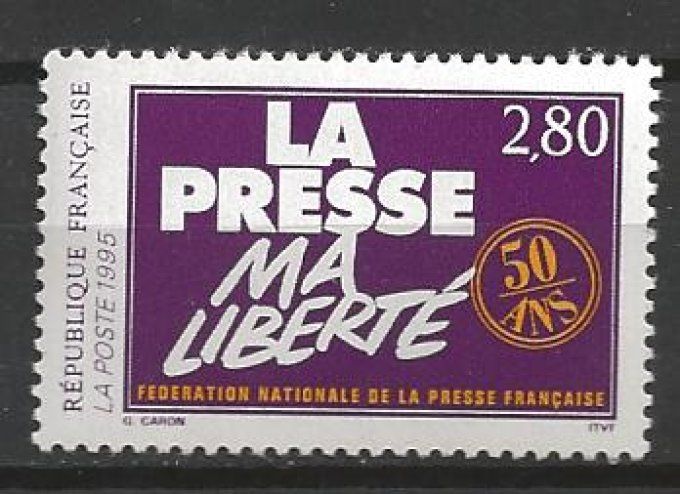 RÉPUBLIQUE FRANÇAISE
LA POSTE 1995
2,80
LA
PRESSE
MA
LIBERTÉ
50
ANS
FEDERATION NATIONALE DE LA PRESSE FRANÇAISE
G. CARON
ITVF